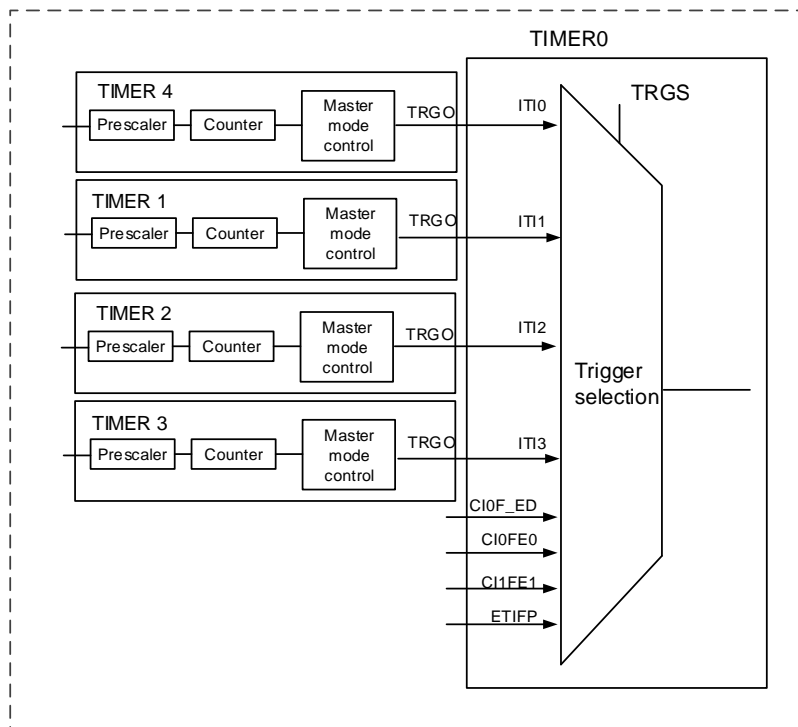 TIMER0
TIMER 4
Prescaler
Counter
Master
mode
control
TRGO
ITI0
TRGS
TIMER 1
Prescaler
Counter
Master
mode
control
TRGO
ITI1
TIMER 2
Prescaler
Counter
Master
mode
control
TRGO
ITI2
Trigger
selection
TIMER 3
Prescaler
Counter
Master
mode
control
TRGO
ITI3
CI0F_ED
CI0FE0
CI1FE1
ETIFP